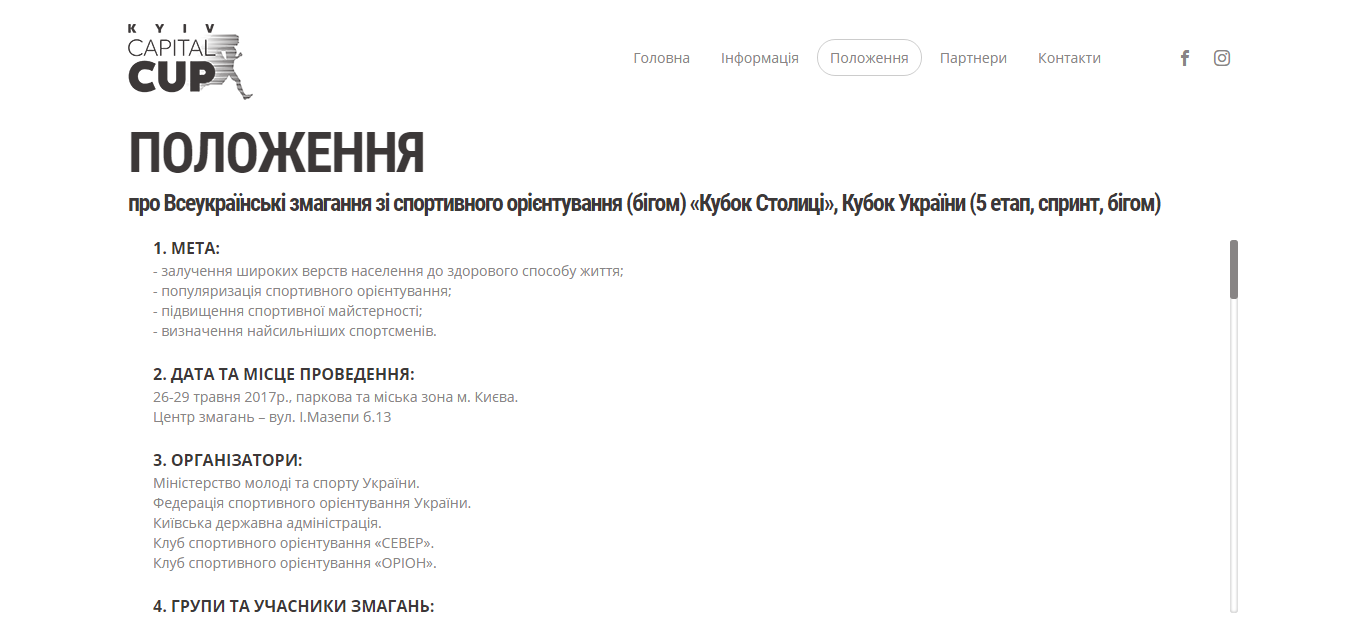 KYIV
CAPITAL
CUP
Головна Інформація Положення Партнери Контакти
ПОЛОЖЕННЯ
про Всеукраїнські змагання зі спортивного орієнтування (бігом) «Кубок Столиці», Кубок України (5 етап, спринт, бігом)
1. МЕТА:
- залучення широких верств населення до здорового способу життя;
- популяризація спортивного орієнтування;
- підвищення спортивної майстерності;
- визначення найсильніших спортсменів.
2. ДАТА ТА МІСЦЕ ПРОВЕДЕННЯ:
26-29 травня 2017р., паркова та міська зона м. Києва.
Центр змагань – вул. І.Мазепи б.13
3. ОРГАНІЗАТОРИ:
Міністерство молоді та спорту України.
Федерація спортивного орієнтування України.
Київська державна адміністрація.
Клуб спортивного орієнтування «СЕВЕР».
Клуб спортивного орієнтування «ОРІОН».
4. ГРУПИ ТА УЧАСНИКИ ЗМАГАНЬ: